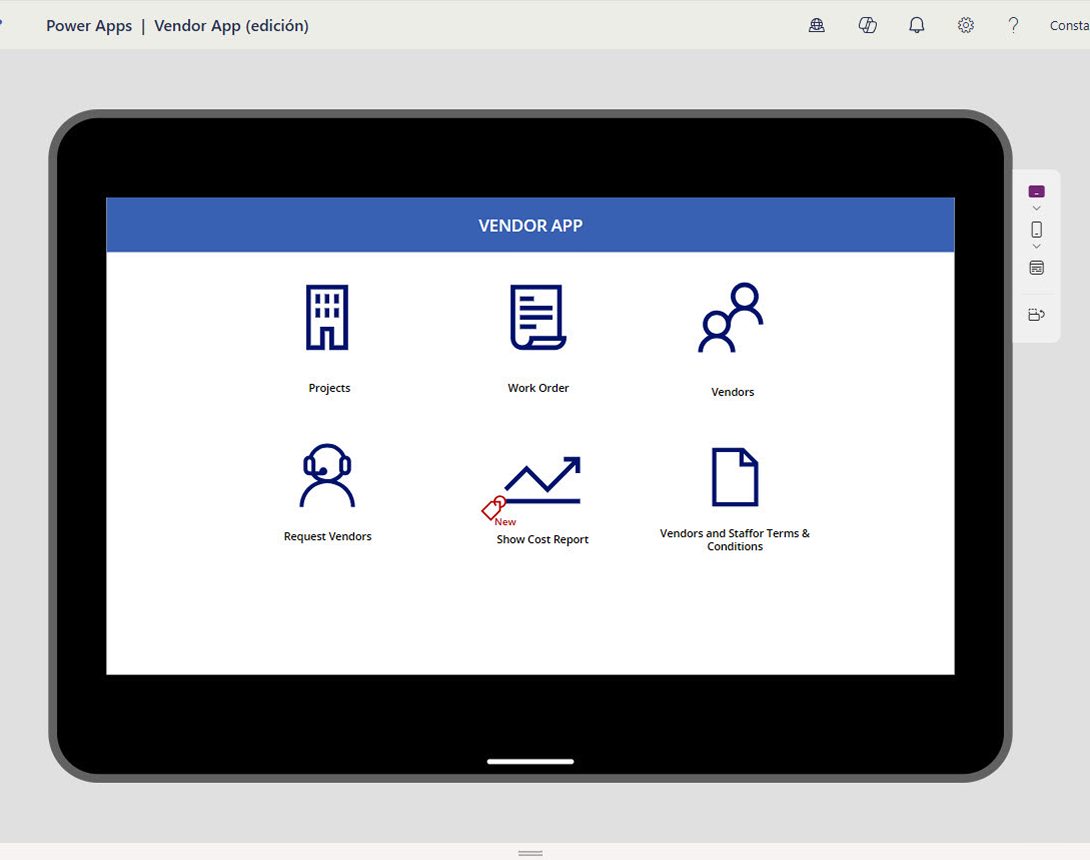 Power Apps | Vendor App (edición)
? Consta
VENDOR APP
Projects
Work Order
Vendors
Request Vendors
New
Show Cost Report
Vendors and Staffor Terms &
Conditions